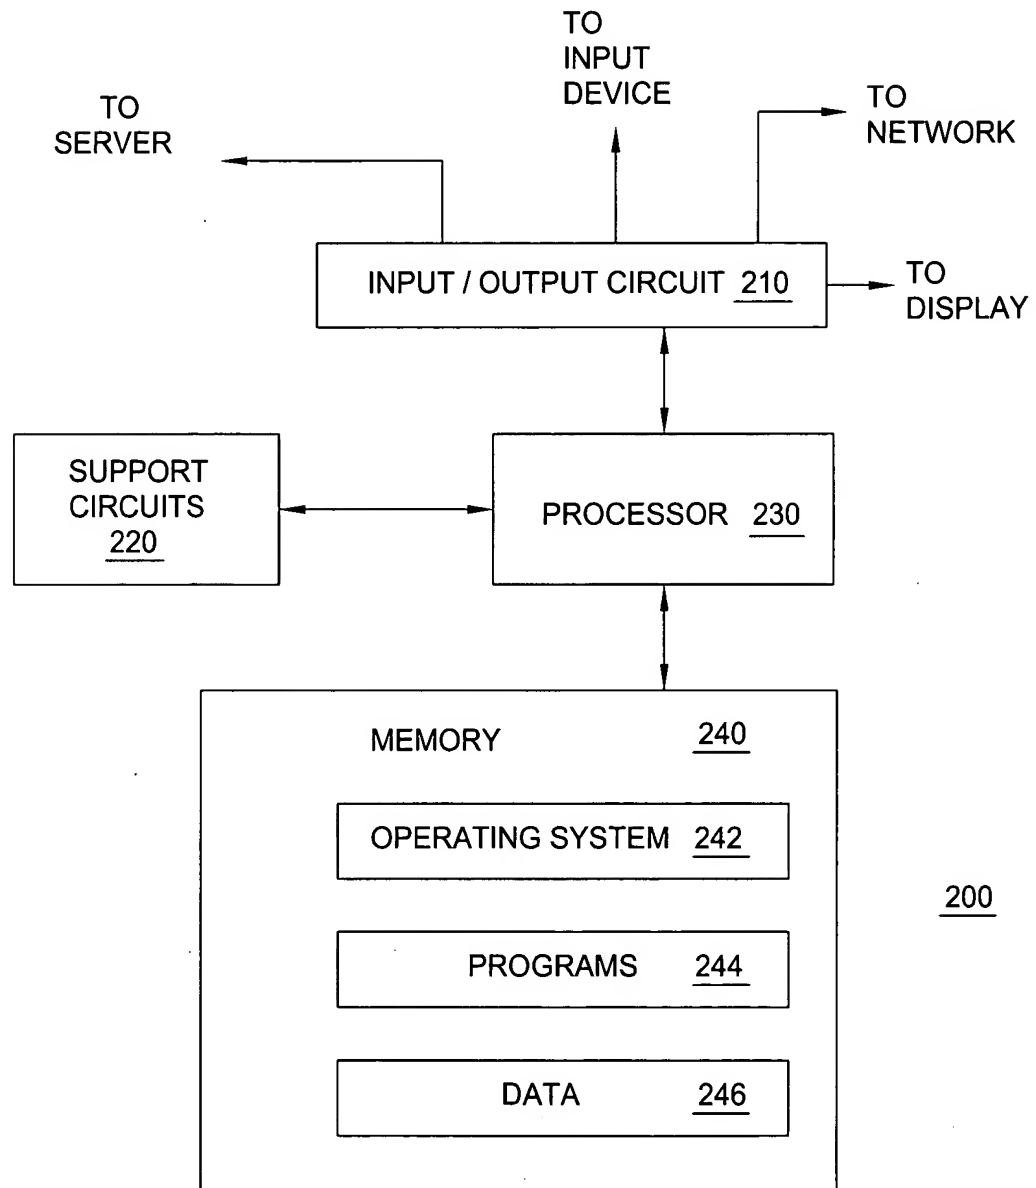 TO
INPUT
DEVICE
TO
SERVER
TO
NETWORK
INPUT / OUTPUT CIRCUIT 210
TO
DISPLAY
SUPPORT
CIRCUITS
220
PROCESSOR 230
MEMORY 240
OPERATING SYSTEM 242
200
PROGRAMS 244
DATA 246